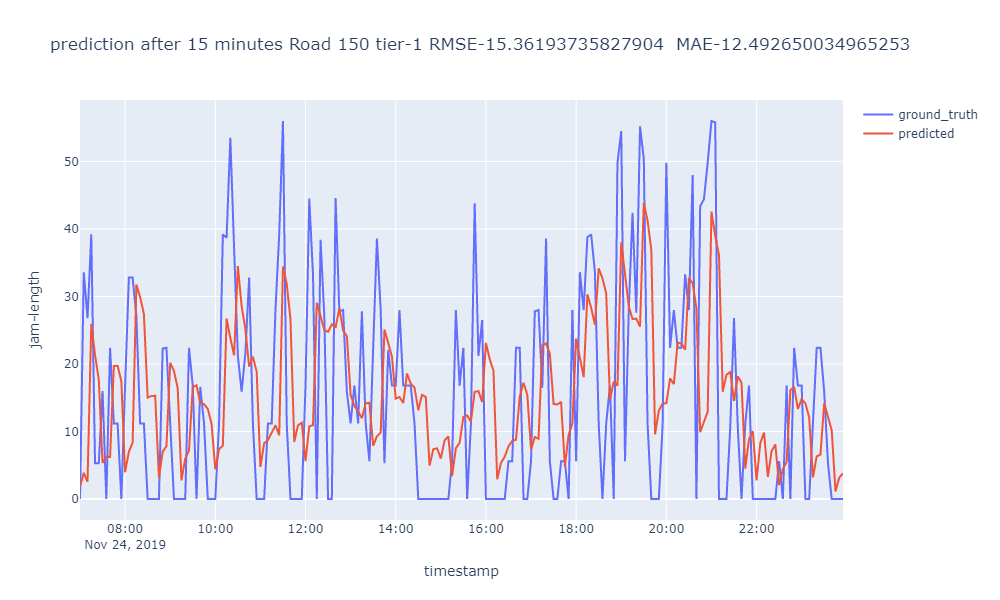 prediction after 15 minutes Road 150 tier-1 RMSE-15.36193735827904  MAE-12.492650034965253
ground_truth
predicted
50
40
30
20
10
0
jam-length
08:00 10:00 12:00 14:00 16:00 18:00 20:00 22:00
Nov 24, 2019
timestamp